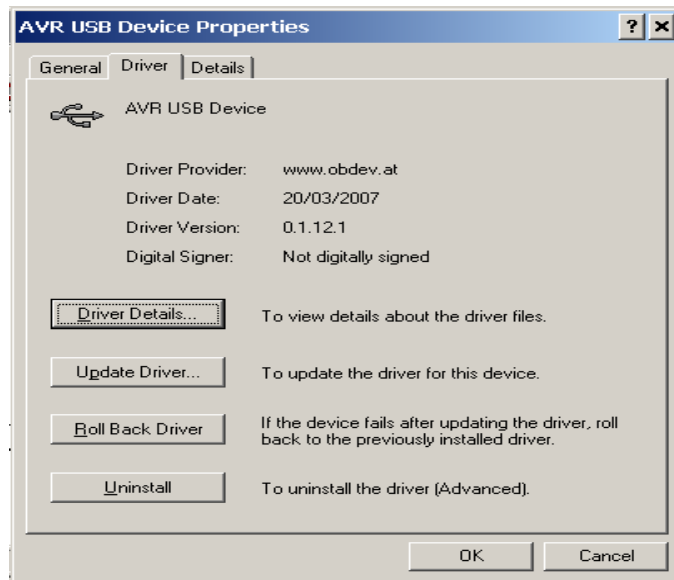 AVR USB Device Properties
General Driver Details
AVR USB Device
Driver Provider: www.obdev.at
Driver Date: 20/03/2007
Driver Version: 0.1.12.1
Digital Signer: Not digitally signed
Driver Details... To view details about the driver files.
Update Driver... To update the driver for this device.
Roll Back Driver If the device fails after updating the driver, roll
back to the previously installed driver.
Uninstall To uninstall the driver (Advanced).
OK Cancel